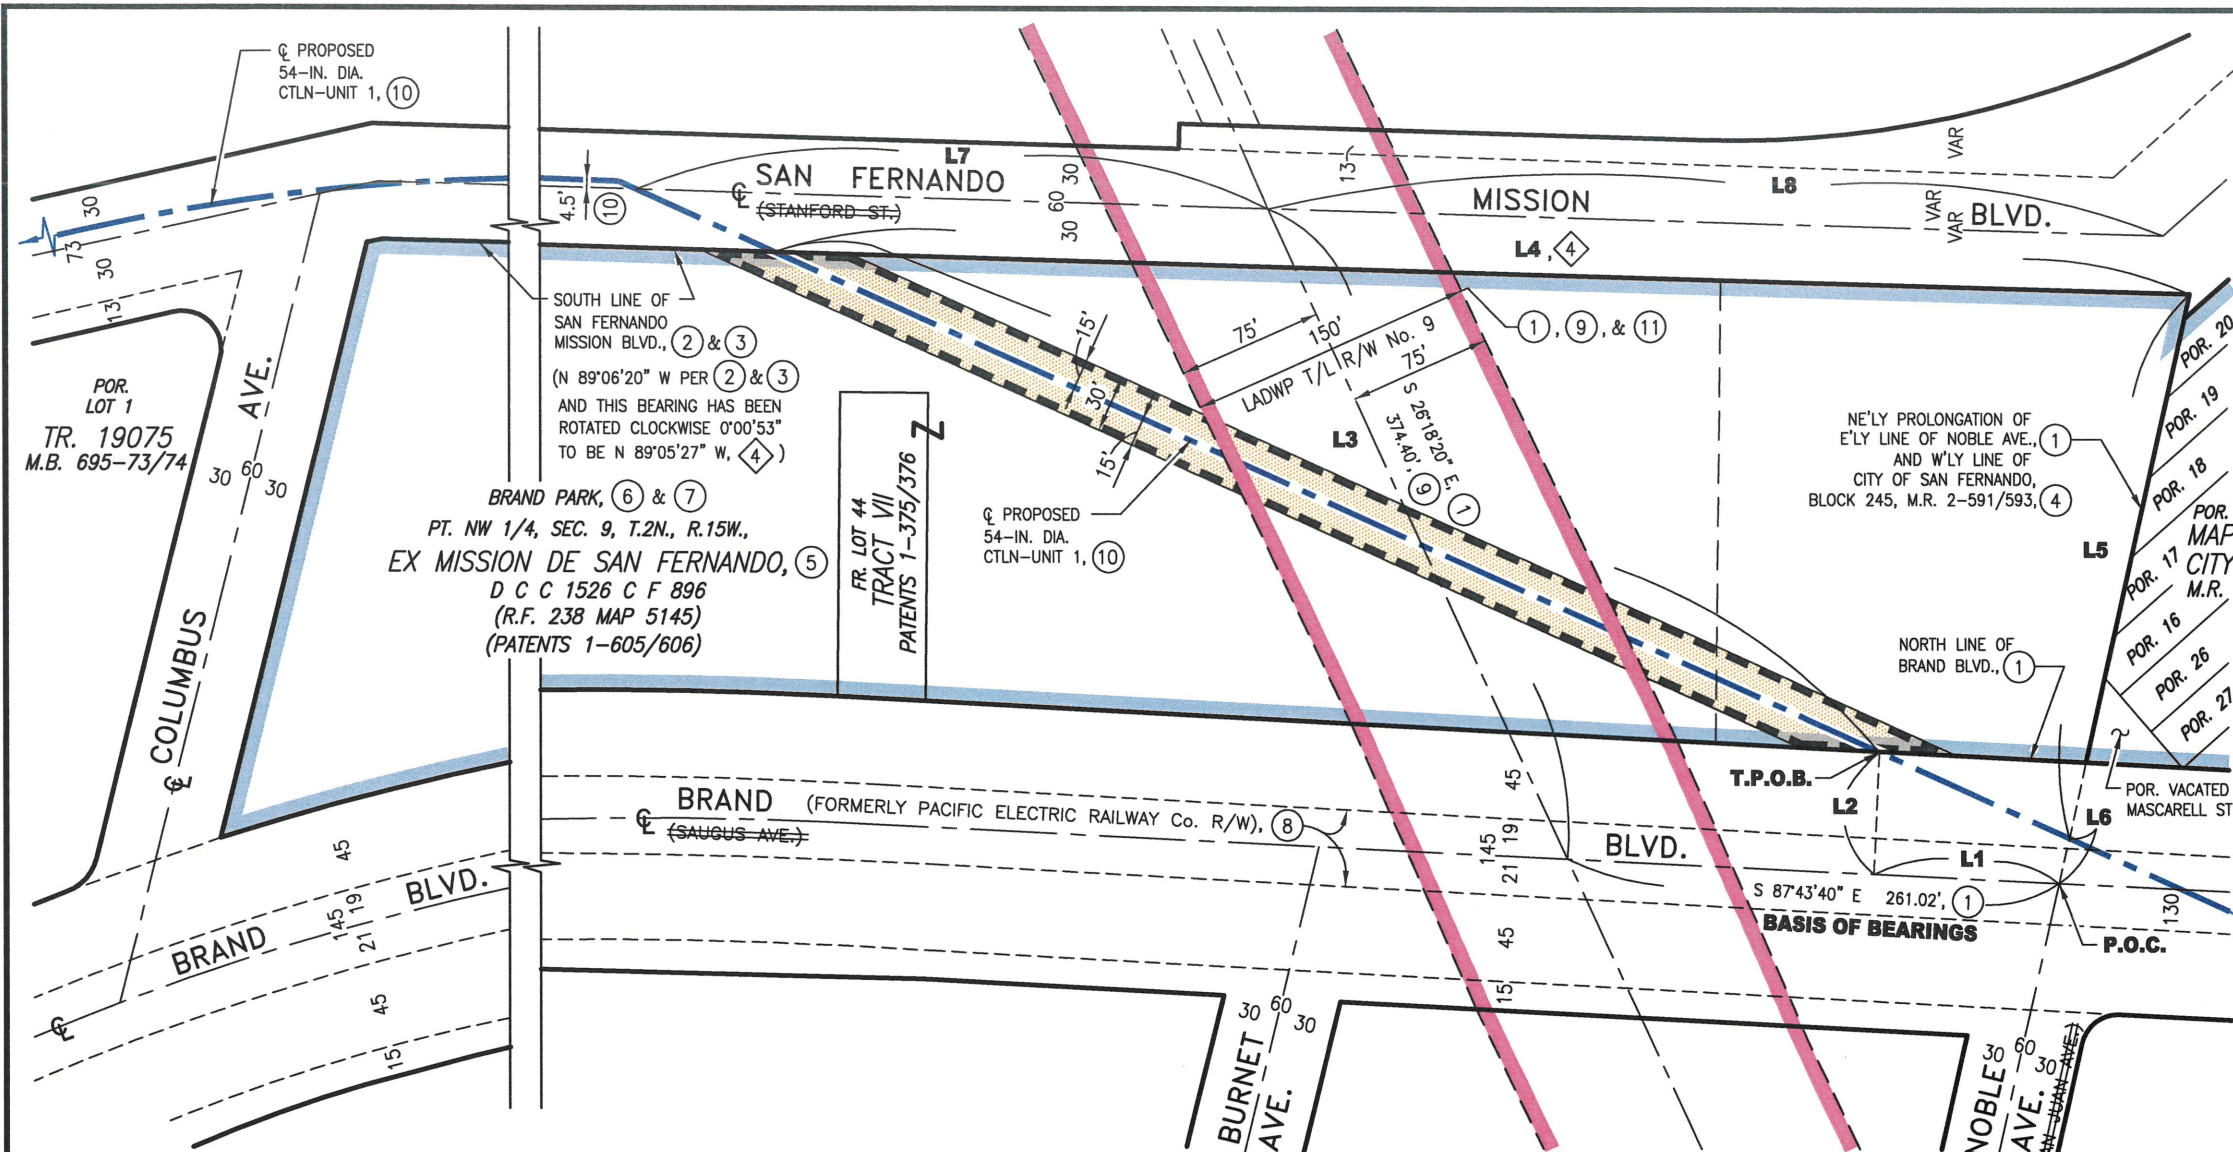 ℄ PROPOSED
54-IN. DIA.
CTLN-UNIT 1, 10
30
73
30
13
4.5'
10
L7
℄ SAN FERNANDO
(STANFORD ST.)
30
60
30
13
MISSION
L8
BLVD.
VAR
VAR
VAR
L4, 4
SOUTH LINE OF
SAN FERNANDO
MISSION BLVD., 2 & 3
(N 89°06'20" W PER 2 & 3
AND THIS BEARING HAS BEEN
ROTATED CLOCKWISE 0°00'53"
TO BE N 89°05'27" W, 4 )
POR.
LOT 1
TR. 19075
M.B. 695-73/74
30 60 30
℄ COLUMBUS AVE.
BRAND PARK, 6 & 7
PT. NW 1/4, SEC. 9, T.2N., R.15W.,
EX MISSION DE SAN FERNANDO, 5
D C C 1526 C F 896
(R.F. 238 MAP 5145)
(PATENTS 1-605/606)
FR. LOT 44
TRACT VII
PATENTS 1-375/376
N
15'
30'
15'
℄ PROPOSED
54-IN. DIA.
CTLN-UNIT 1, 10
75'
150'
75'
LADWP T/L R/W No. 9
1, 9, & 11
L3
S 26°18'20" E, 1
374.40', 9
NE'LY PROLONGATION OF
E'LY LINE OF NOBLE AVE., 1
AND W'LY LINE OF
CITY OF SAN FERNANDO,
BLOCK 245, M.R. 2-591/593, 4
L5
POR. 20
POR. 19
POR. 18
POR. 17
POR. 16
POR. 26
POR. 27
POR.
MAP
CITY
M.R.
NORTH LINE OF
BRAND BLVD., 1
T.P.O.B.
L2
L6
POR. VACATED
MASCARELL ST
℄ BRAND (FORMERLY PACIFIC ELECTRIC RAILWAY Co. R/W), 8
(SAUGUS AVE.)
45
145
19
21
45
15
BLVD.
L1
S 87°43'40" E 261.02', 1
BASIS OF BEARINGS
P.O.C.
130
℄ BRAND BLVD.
45
145
19
21
45
15
BURNET
AVE.
30 60 30
NOBLE
AVE.
30 60 30
JUAN AVE.)